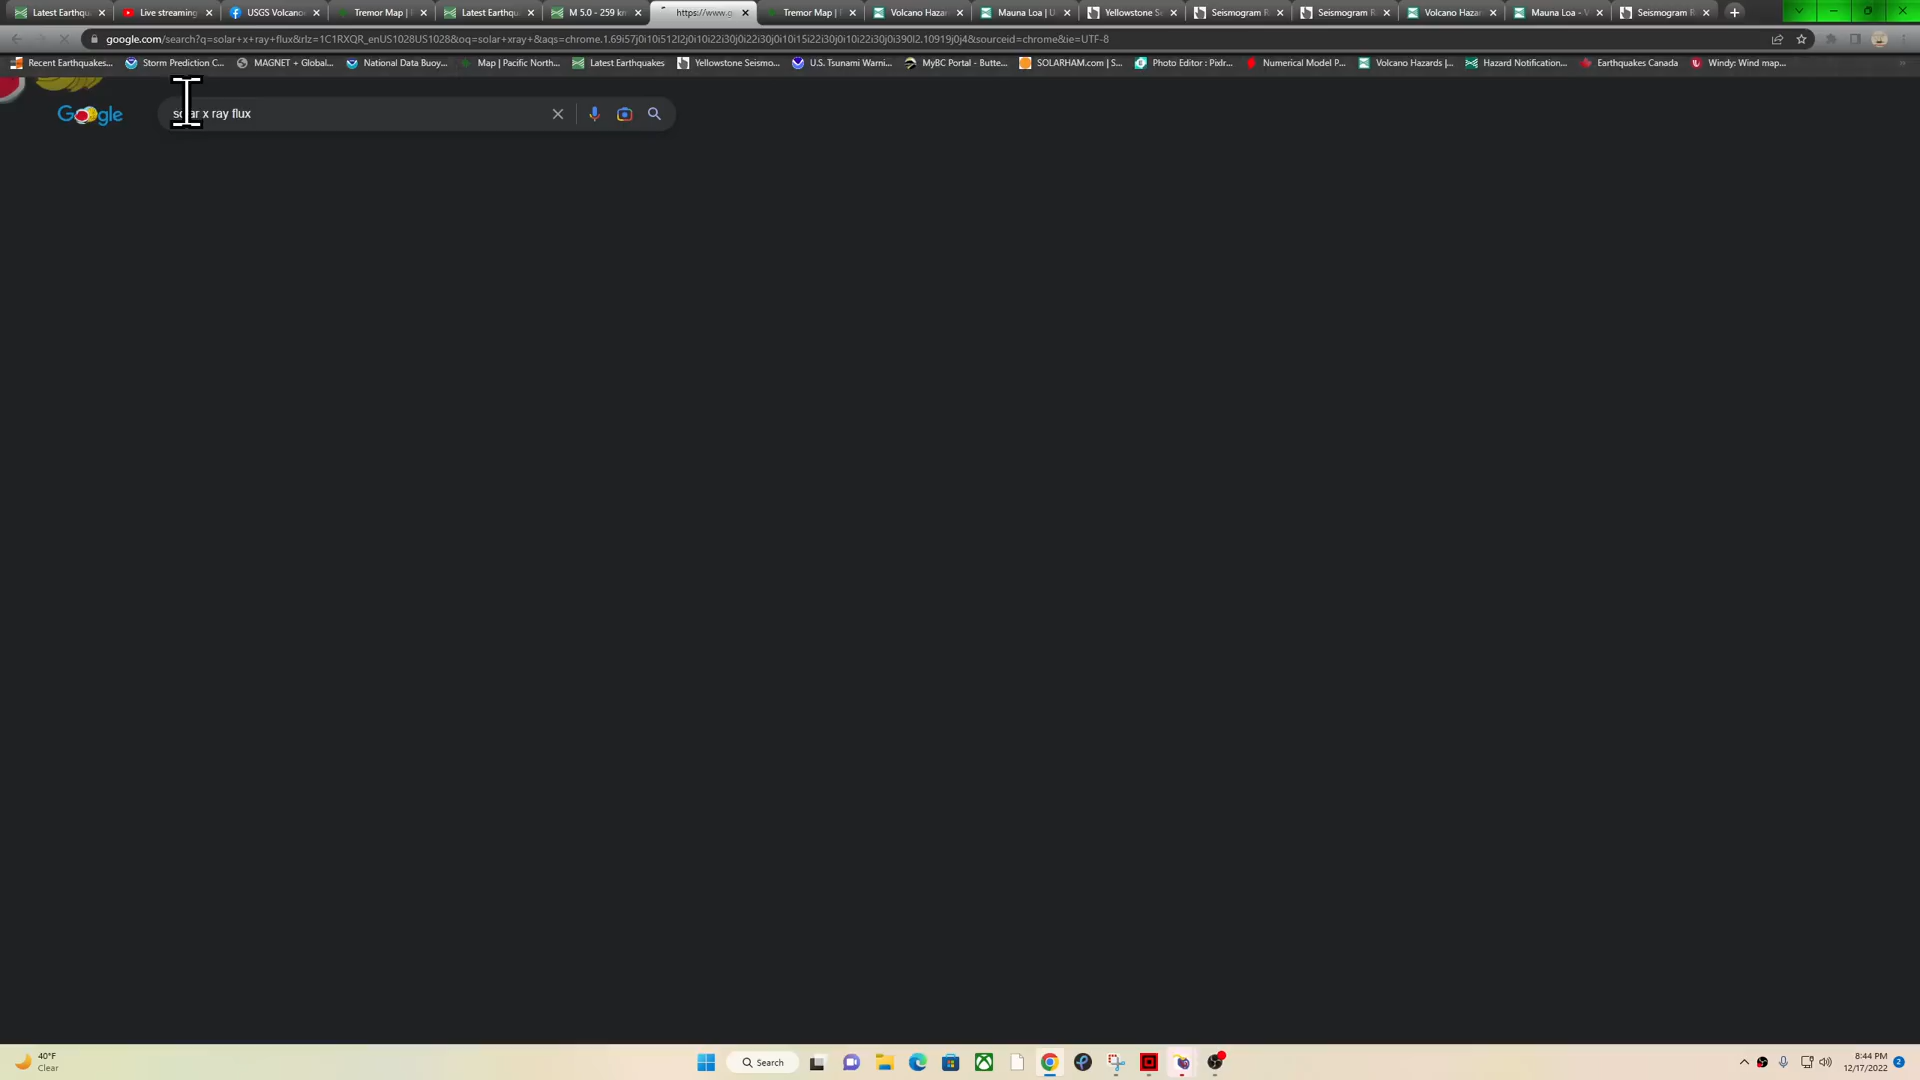 Latest Earthqu
Live streaming
USGS Volcano
Tremor Map |
Latest Earthqu
M 5.0 - 259 km
https://www.g
Tremor Map |
Volcano Hazar
Mauna Loa | U
Yellowstone Se
Seismogram R
Seismogram R
Volcano Hazar
Mauna Loa - V
Seismogram R
google.com/search?q=solar+x+ray+flux&rlz=1C1RXQR_enUS1028US1028&oq=solar+xray+&aqs=chrome.1.69i57j0i10i512l2j0i10i22i30j0i22i30j0i10i15i22i30j0i10i22i30j0i390l2.10919j0j4&sourceid=chrome&ie=UTF-8
Recent Earthquakes...
Storm Prediction C...
MAGNET + Global...
National Data Buoy...
Map | Pacific North...
Latest Earthquakes
Yellowstone Seismo...
U.S. Tsunami Warni...
MyBC Portal - Butte...
SOLARHAM.com | S...
Photo Editor : Pixlr...
Numerical Model P...
Volcano Hazards |...
Hazard Notification...
Earthquakes Canada
Windy: Wind map...
Google
solar x ray flux
40°F
Clear
Search
8:44 PM
12/17/2022
2